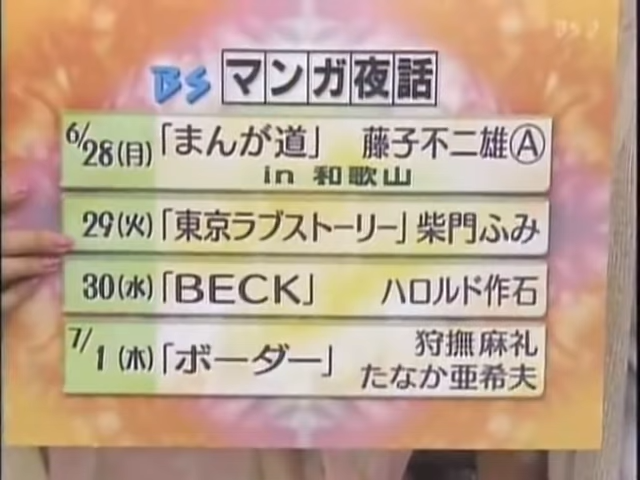 BS2
BS マンガ夜話
6/28(月)「まんが道」 藤子不二雄Ⓐ
in 和歌山
29(火)「東京ラブストーリー」柴門ふみ
30(水)「BECK」 ハロルド作石
7/1(木)「ボーダー」 狩撫麻礼
たなか亜希夫